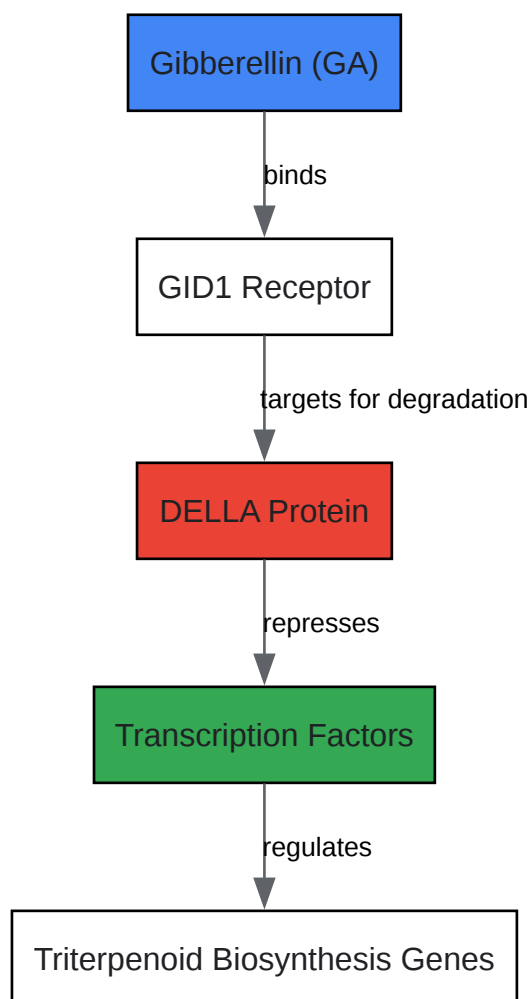 Gibberellin (GA)
binds
GID1 Receptor
targets for degradation
DELLA Protein
represses
Transcription Factors
regulates
Triterpenoid Biosynthesis Genes